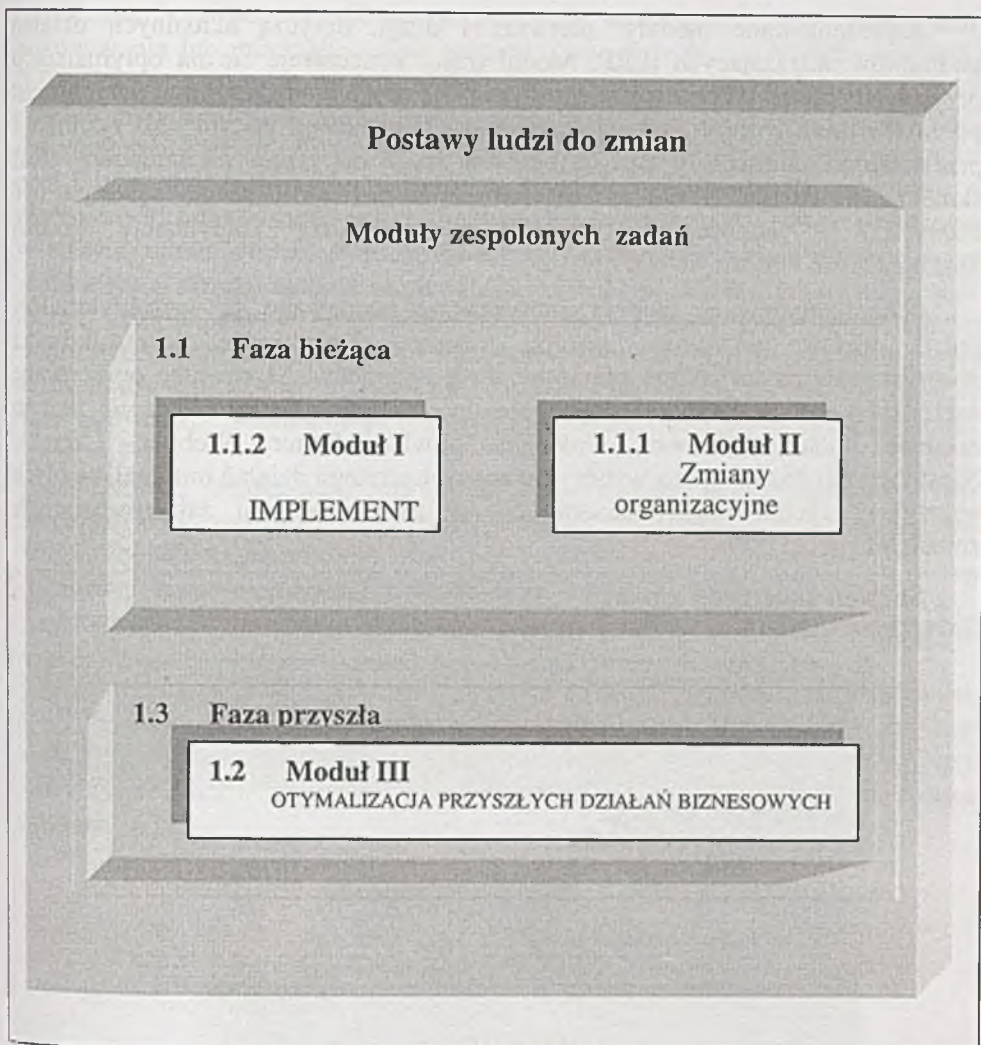 Postawy ludzi do zmian
Moduły zespolonych zadań
1.1 Faza bieżąca
1.1.2 Moduł I
IMPLEMENT
1.1.1 Moduł II
Zmiany
organizacyjne
1.3 Faza przyszła
1.2 Moduł III
OTYMALIZACJA PRZYSZŁYCH DZIAŁAŃ BIZNESOWYCH